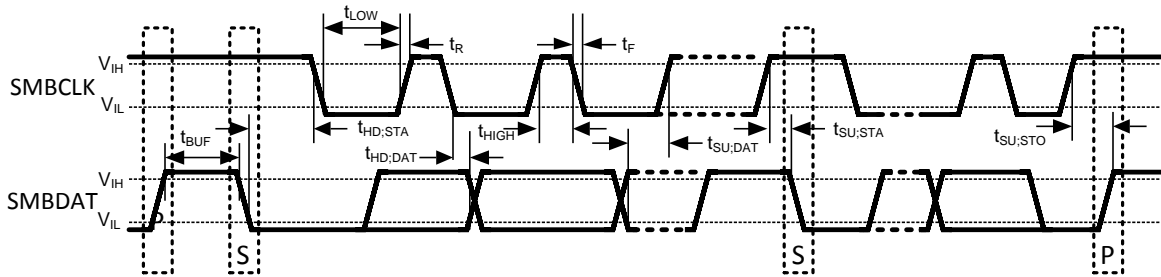 tLOW
tR
tF
VIH
SMBCLK
VIL
tHD;STA
tHIGH
tSU;STA
tBUF
tSU;STO
tSU;DAT
tHD;DAT
VIH
SMBDAT
VIL
P
S
S
P